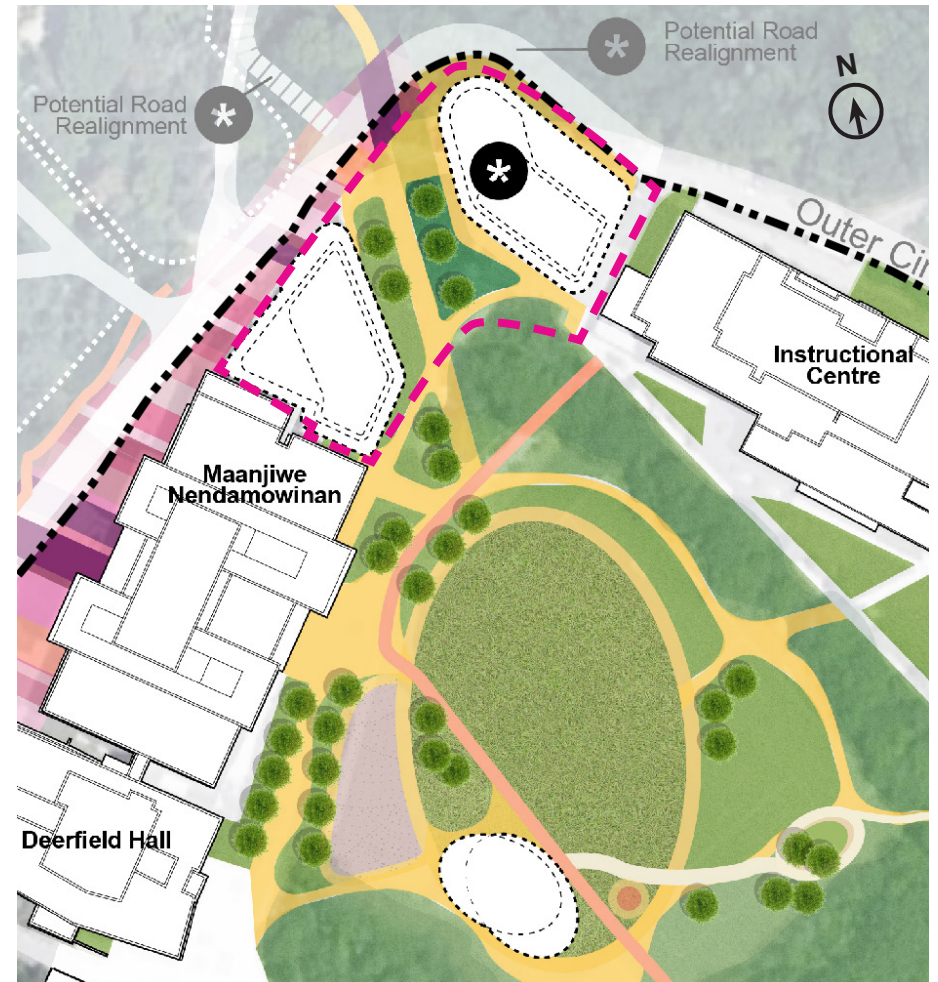 Potential Road
Realignment
*
N
Potential Road
Realignment
*
*
Outer Cir
Instructional
Centre
Maanjiwe
Nendamowinan
Deerfield Hall